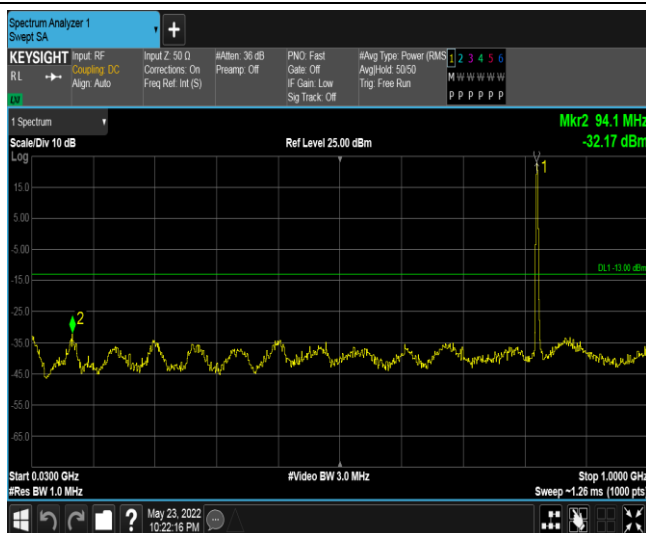 Spectrum Analyzer 1
Swept SA
+
KEYSIGHT
RL
Input: RF
Coupling: DC
Align: Auto
Input Z: 50 Ω
Corrections: On
Freq Ref: Int (S)
#Atten: 36 dB
Preamp: Off
PNO: Fast
Gate: Off
IF Gain: Low
Sig Track: Off
#Avg Type: Power (RMS
Avg|Hold: 50/50
Trig: Free Run
1 2 3 4 5 6
M W W W W W
P P P P P P
1 Spectrum
Mkr2 94.1 MHz
Scale/Div 10 dB
Ref Level 25.00 dBm
-32.17 dBm
Log
1
15.0
5.00
-5.00
DL1 -13.00 dBm
-15.0
-25.0
2
-35.0
-45.0
-55.0
-65.0
Start 0.0300 GHz
#Video BW 3.0 MHz
Stop 1.0000 GHz
#Res BW 1.0 MHz
Sweep ~1.26 ms (1000 pts)
?
May 23, 2022
10:22:16 PM